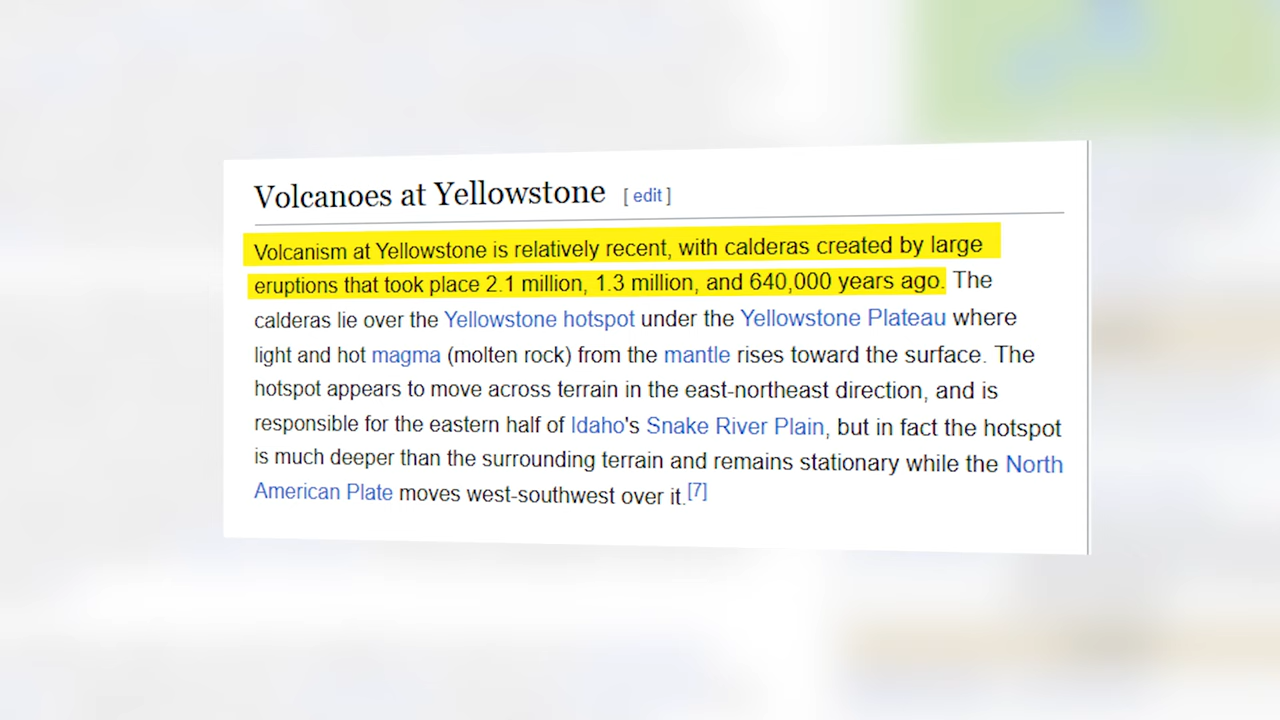 Volcanoes at Yellowstone [ edit ]
Volcanism at Yellowstone is relatively recent, with calderas created by large
eruptions that took place 2.1 million, 1.3 million, and 640,000 years ago. The
calderas lie over the Yellowstone hotspot under the Yellowstone Plateau where
light and hot magma (molten rock) from the mantle rises toward the surface. The
hotspot appears to move across terrain in the east-northeast direction, and is
responsible for the eastern half of Idaho's Snake River Plain, but in fact the hotspot
is much deeper than the surrounding terrain and remains stationary while the North
American Plate moves west-southwest over it.[7]